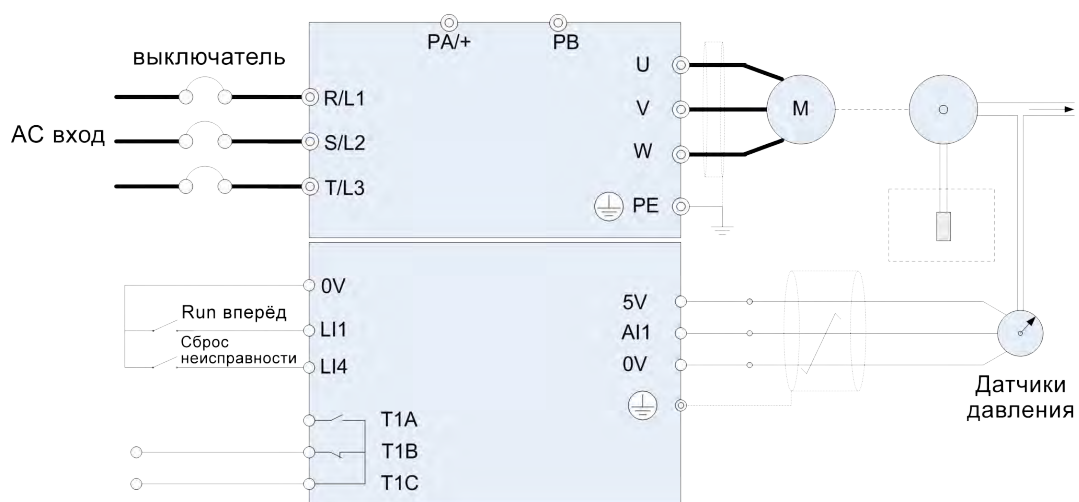 PA/+
PB
выключатель
U
R/L1
V
M
AC вход
S/L2
W
T/L3
PE
0V
5V
Run вперёд
LI1
AI1
Сброс
неисправности
LI4
0V
Датчики
давления
T1A
T1B
T1C